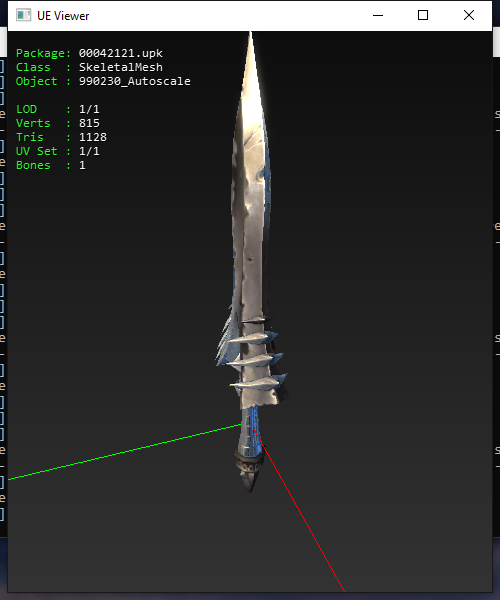 UE Viewer
Package: 00042121.upk
Class  : SkeletalMesh
Object : 990230_Autoscale
LOD    : 1/1
Verts  : 815
Tris   : 1128
UV Set : 1/1
Bones  : 1